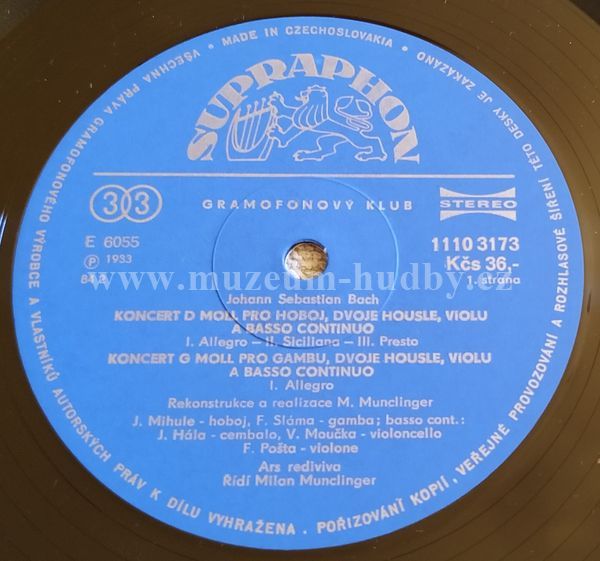 VŠECHNA PRÁVA GRAMOFONOVÉHO VÝROBCE A VLASTNÍKŮ AUTORSKÝCH PRÁV K DÍLU VYHRAŽENA. POŘIZOVÁNÍ KOPIÍ, VEŘEJNÉ PROVOZOVÁNÍ A ROZHLASOVÉ ŠÍRENÍ TÉTO DESKY JE ZAKÁZÁNO • MADE IN CZECHOSLOVAKIA •
SUPRAPHON
33
GRAMOFONOVÝ KLUB
STEREO
E 6055
1110 3173
Ⓟ 1933
Kčs 36,-
1. strana
www.muzeum-hudby.cz
Johann Sebastian Bach
KONCERT D MOLL PRO HOBOJ, DVOJE HOUSLE, VIOLU
A BASSO CONTINUO
I. Allegro – II. Siciliana – III. Presto
KONCERT G MOLL PRO GAMBU, DVOJE HOUSLE, VIOLU
A BASSO CONTINUO
I. Allegro
Rekonstrukce a realizace M. Munclinger
J. Mihule - hoboj, F. Sláma - gamba; basso cont.:
J. Hála - cembalo, V. Moučka - violoncello
F. Pošta - violone
Ars rediviva
Řídí Milan Munclinger